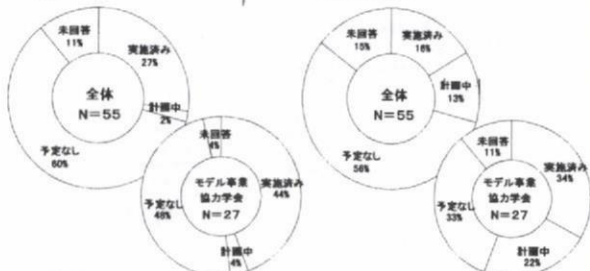 未回答
11%
実施済み
27%
全体
N=55
計画中
2%
予定なし
60%
未回答
4%
実施済み
44%
モデル事業
協力学会
N=27
予定なし
48%
計画中
4%
未回答
15%
実施済み
16%
全体
N=55
計画中
13%
予定なし
56%
未回答
11%
実施済み
34%
モデル事業
協力学会
N=27
予定なし
33%
計画中
22%